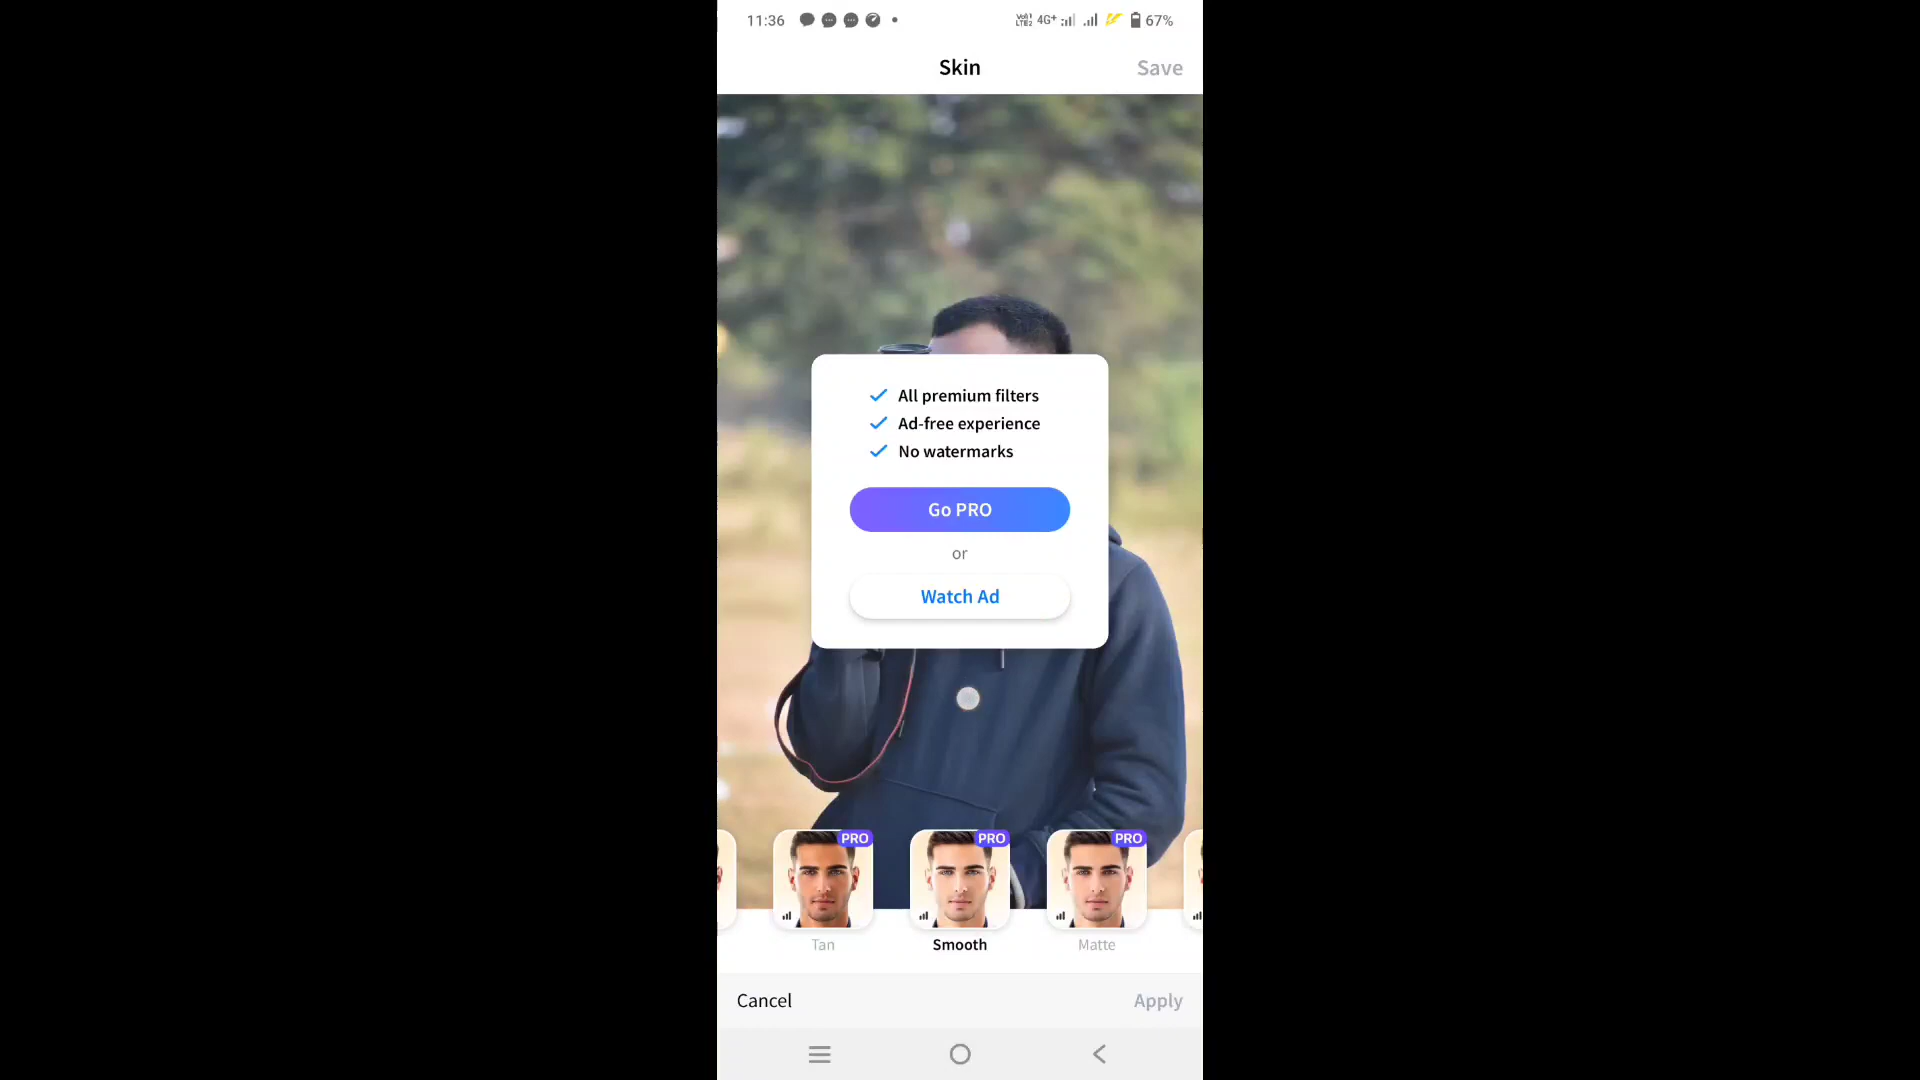 11:36 4G+ 67%
Skin Save
All premium filters
Ad-free experience
No watermarks
Go PRO
or
Watch Ad
PRO PRO PRO
Tan Smooth Matte
Cancel Apply